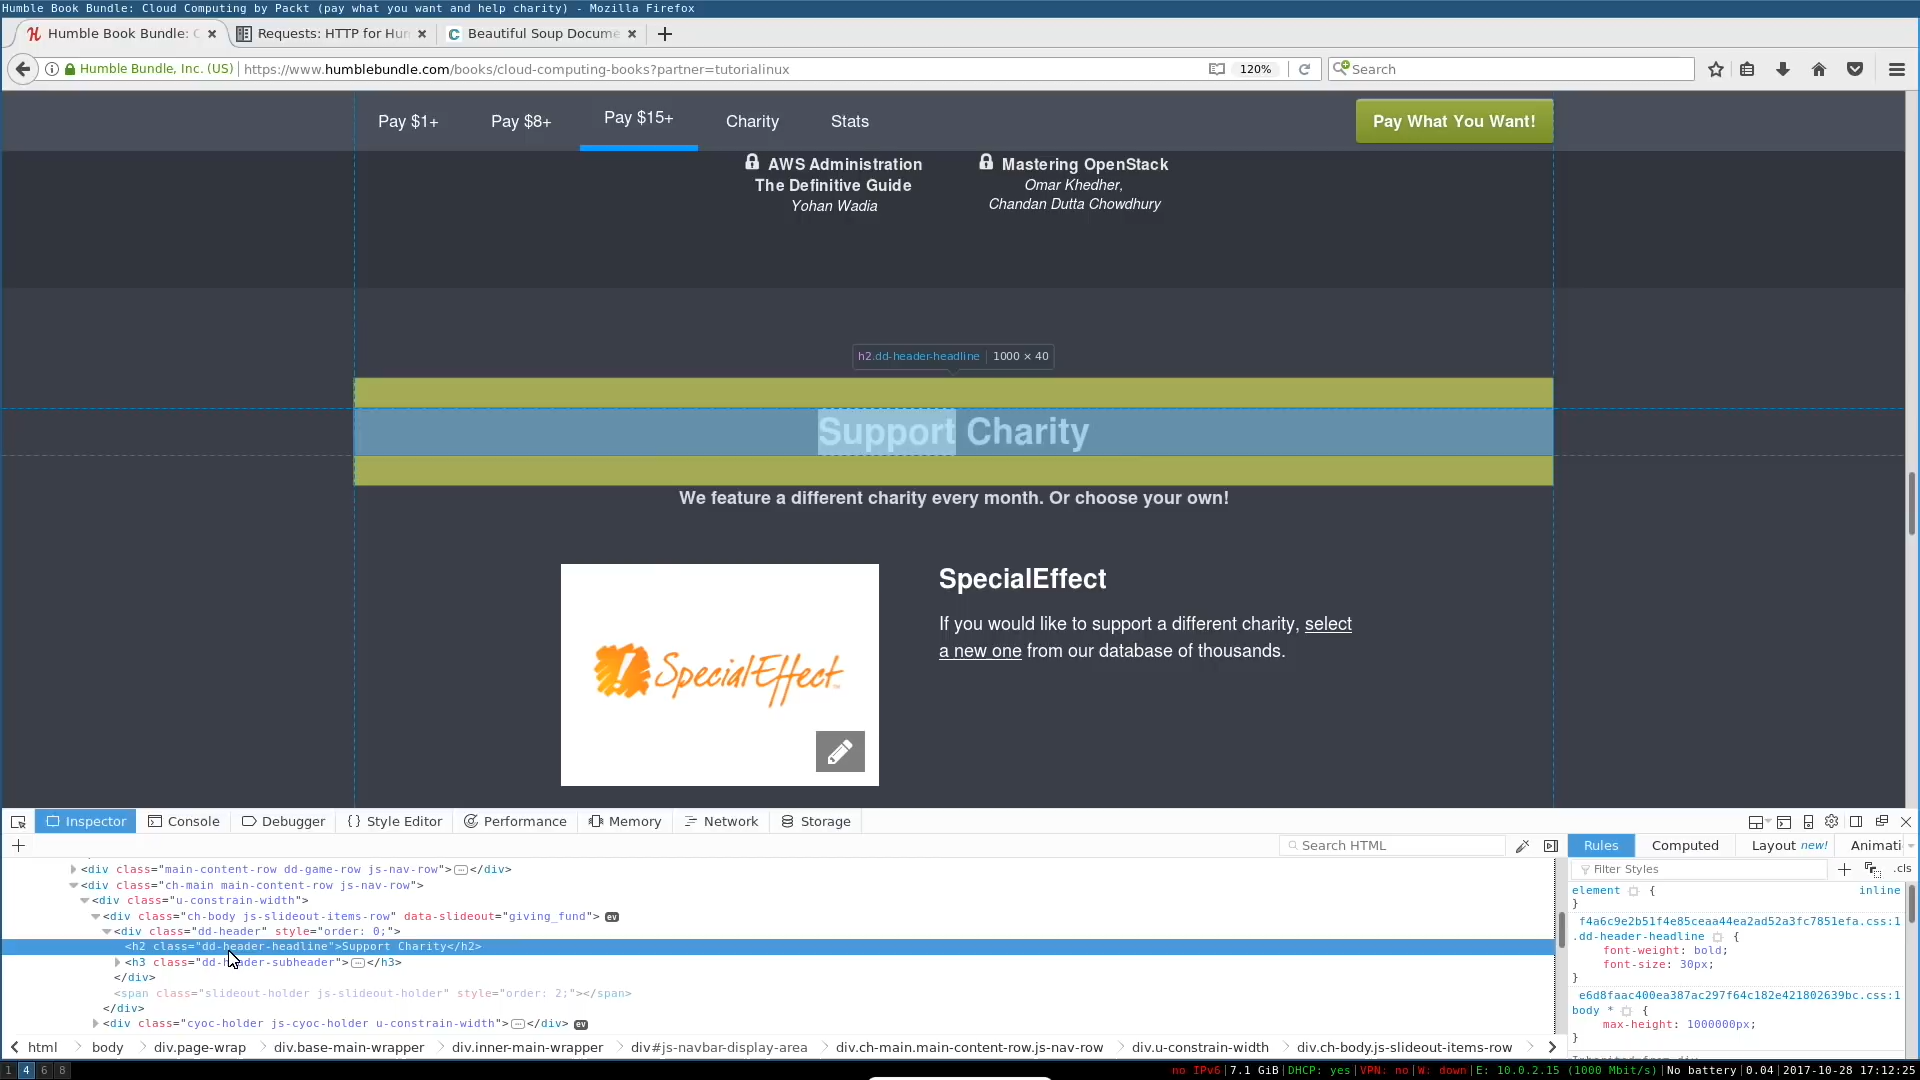 Humble Book Bundle: Cloud Computing by Packt (pay what you want and help charity) - Mozilla Firefox
Humble Book Bundle: C
Requests: HTTP for Hum
Beautiful Soup Docume
Humble Bundle, Inc. (US)
https://www.humblebundle.com/books/cloud-computing-books?partner=tutorialinux
120%
Search
Pay $1+
Pay $8+
Pay $15+
Charity
Stats
Pay What You Want!
AWS Administration
The Definitive Guide
Yohan Wadia
Mastering OpenStack
Omar Khedher,
Chandan Dutta Chowdhury
h2.dd-header-headline | 1000 × 40
Support Charity
We feature a different charity every month. Or choose your own!
SpecialEffect
SpecialEffect
If you would like to support a different charity, select
a new one from our database of thousands.
Inspector
Console
Debugger
Style Editor
Performance
Memory
Network
Storage
Search HTML
Rules
Computed
Layout new!
Animati
<div class="main-content-row dd-game-row js-nav-row"></div>
<div class="ch-main main-content-row js-nav-row">
<div class="u-constrain-width">
<div class="ch-body js-slideout-items-row" data-slideout="giving_fund"> ev
<div class="dd-header" style="order: 0;">
<h2 class="dd-header-headline">Support Charity</h2>
<h3 class="dd-header-subheader"></h3>
</div>
<span class="slideout-holder js-slideout-holder" style="order: 2;"></span>
</div>
<div class="cyoc-holder js-cyoc-holder u-constrain-width"></div> ev
Filter Styles
.cls
element { inline
}
f4a6c9e2b51f4e85ceaa44ea2ad52a3fc7851efa.css:1
.dd-header-headline {
font-weight: bold;
font-size: 30px;
}
e6d8faac400ea387ac297f64c182e421802639bc.css:1
body * {
max-height: 1000000px;
}
html
body
div.page-wrap
div.base-main-wrapper
div.inner-main-wrapper
div#js-navbar-display-area
div.ch-main.main-content-row.js-nav-row
div.u-constrain-width
div.ch-body.js-slideout-items-row
1 4 6 8
no IPv6|7.1 GiB|DHCP: yes|VPN: no|W: down|E: 10.0.2.15 (1000 Mbit/s)|No battery|0.04|2017-10-28 17:12:25